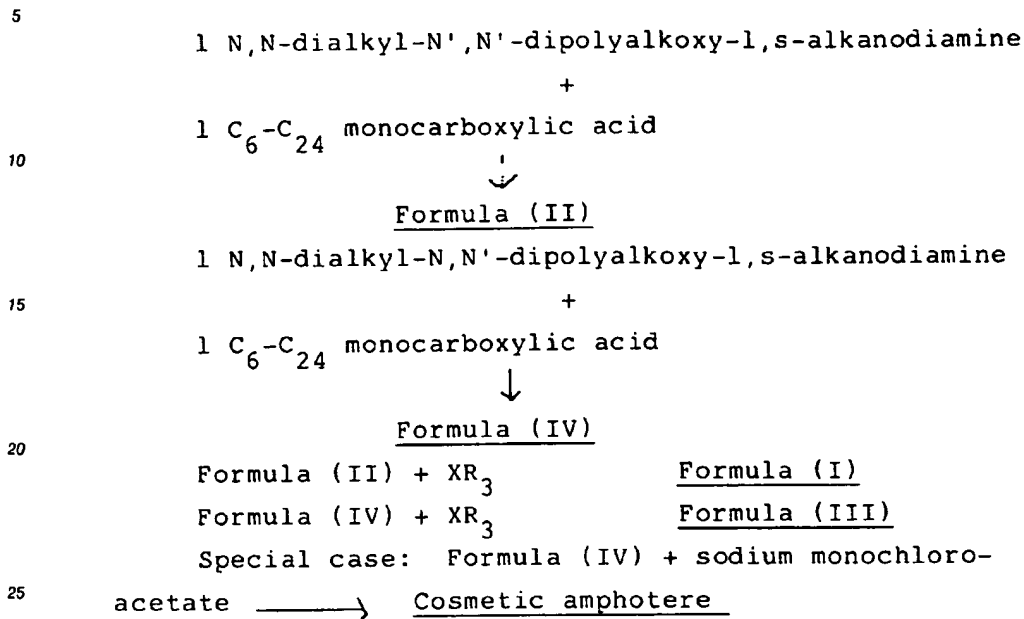 5
1 N,N-dialkyl-N',N'-dipolyalkoxy-1,s-alkanodiamine
+
1 C6-C24 monocarboxylic acid
10
Formula (II)
1 N,N-dialkyl-N,N'-dipolyalkoxy-1,s-alkanodiamine
15
+
1 C6-C24 monocarboxylic acid
Formula (IV)
20
Formula (II) + XR3 Formula (I)
Formula (IV) + XR3 Formula (III)
Special case: Formula (IV) + sodium monochloro-
25
acetate → Cosmetic amphotere